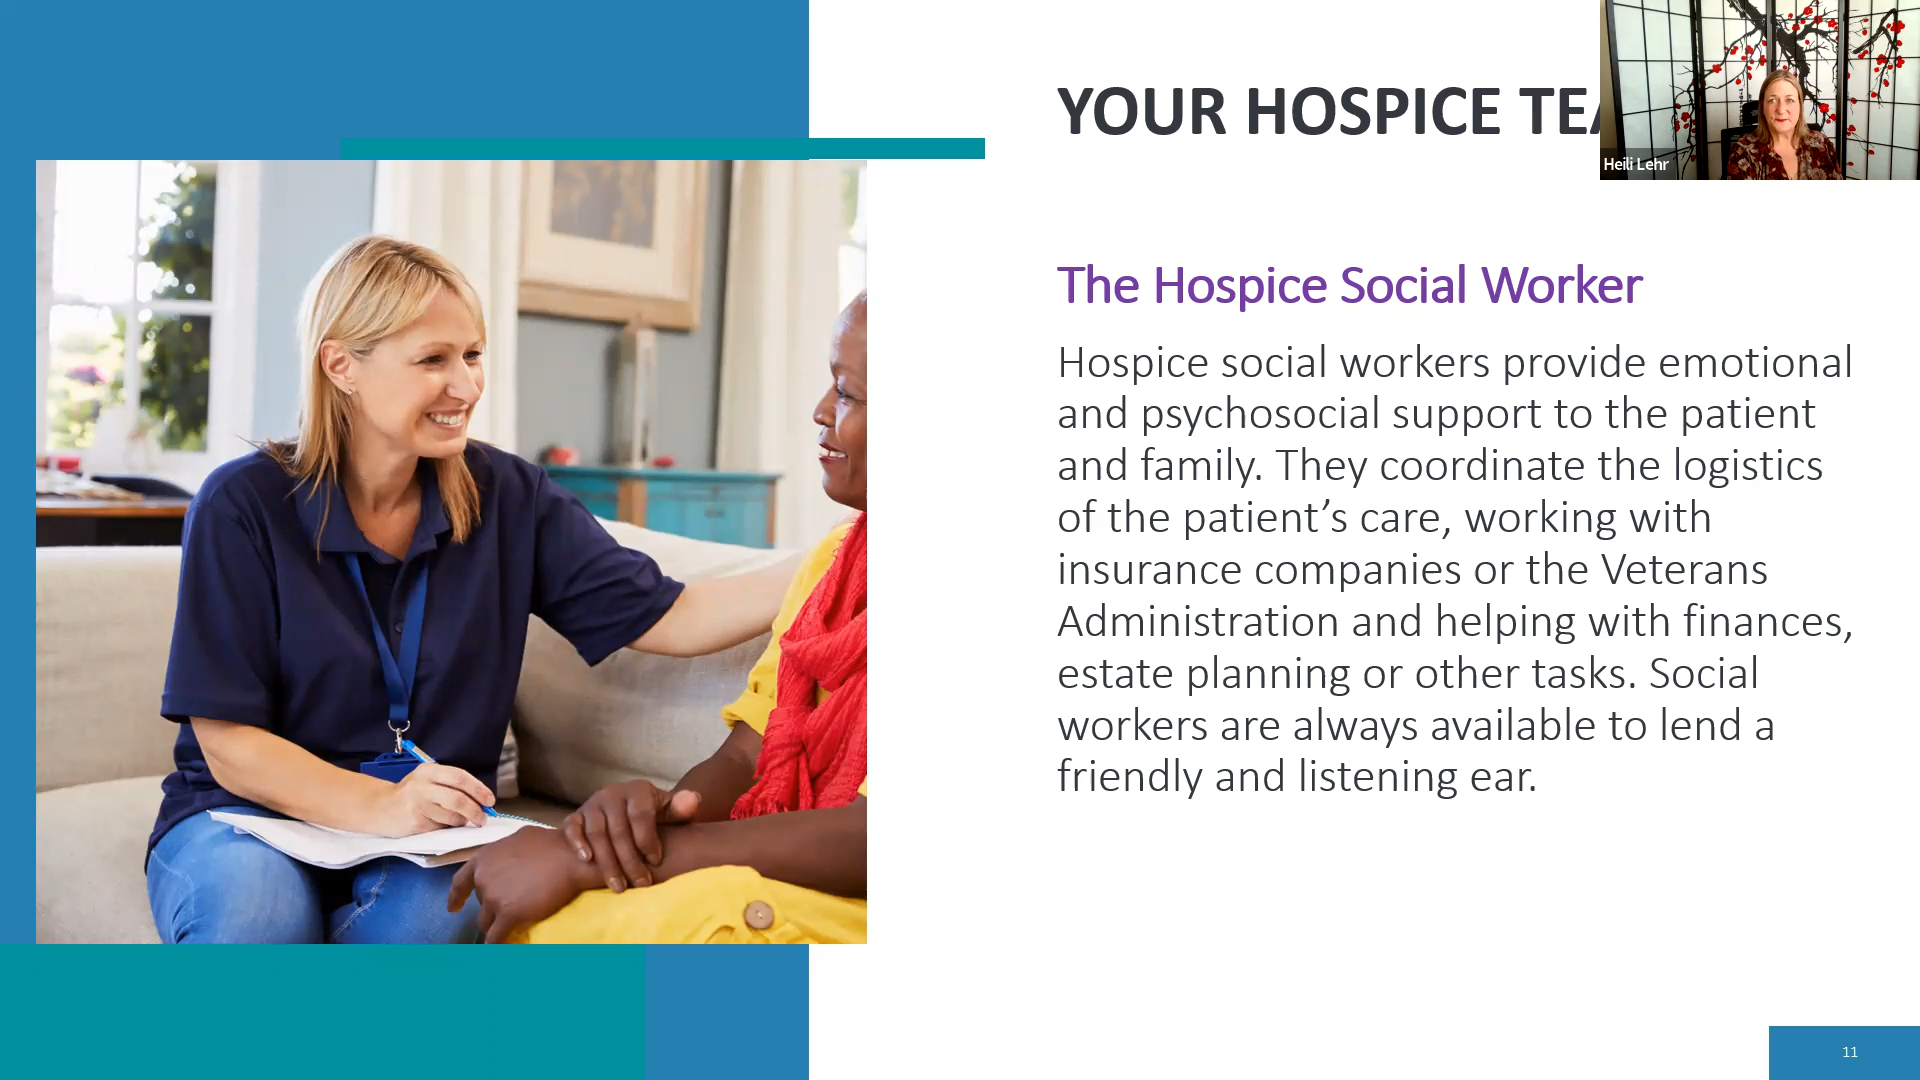 YOUR HOSPICE
Heili Lehr
The Hospice Social Worker
Hospice social workers provide emotional
and psychosocial support to the patient
and family. They coordinate the logistics
of the patient’s care, working with
insurance companies or the Veterans
Administration and helping with finances,
estate planning or other tasks. Social
workers are always available to lend a
friendly and listening ear.
11